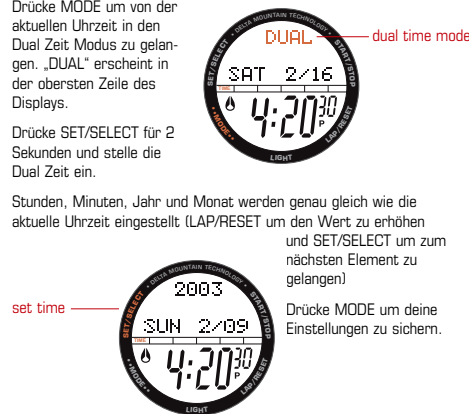 Drücke MODE um von der
aktuellen Uhrzeit in den
Dual Zeit Modus zu gelan-
gen. „DUAL“ erscheint in
der obersten Zeile des
Displays.
Drücke SET/SELECT für 2
Sekunden und stelle die
Dual Zeit ein.
DELTA MOUNTAIN TECHNOLOGY
SET/SELECT
START/STOP
DUAL
dual time mode
SAT 2/16
TIME
4:20 30
P
••MODE••
LAP/RESET
LIGHT
Stunden, Minuten, Jahr und Monat werden genau gleich wie die
aktuelle Uhrzeit eingestellt (LAP/RESET um den Wert zu erhöhen
und SET/SELECT um zum
nächsten Element zu
gelangen)
Drücke MODE um deine
Einstellungen zu sichern.
DELTA MOUNTAIN TECHNOLOGY
SET/SELECT
START/STOP
2003
set time
SUN 2/09
TIME
4:20 30
P
••MODE••
LAP/RESET
LIGHT